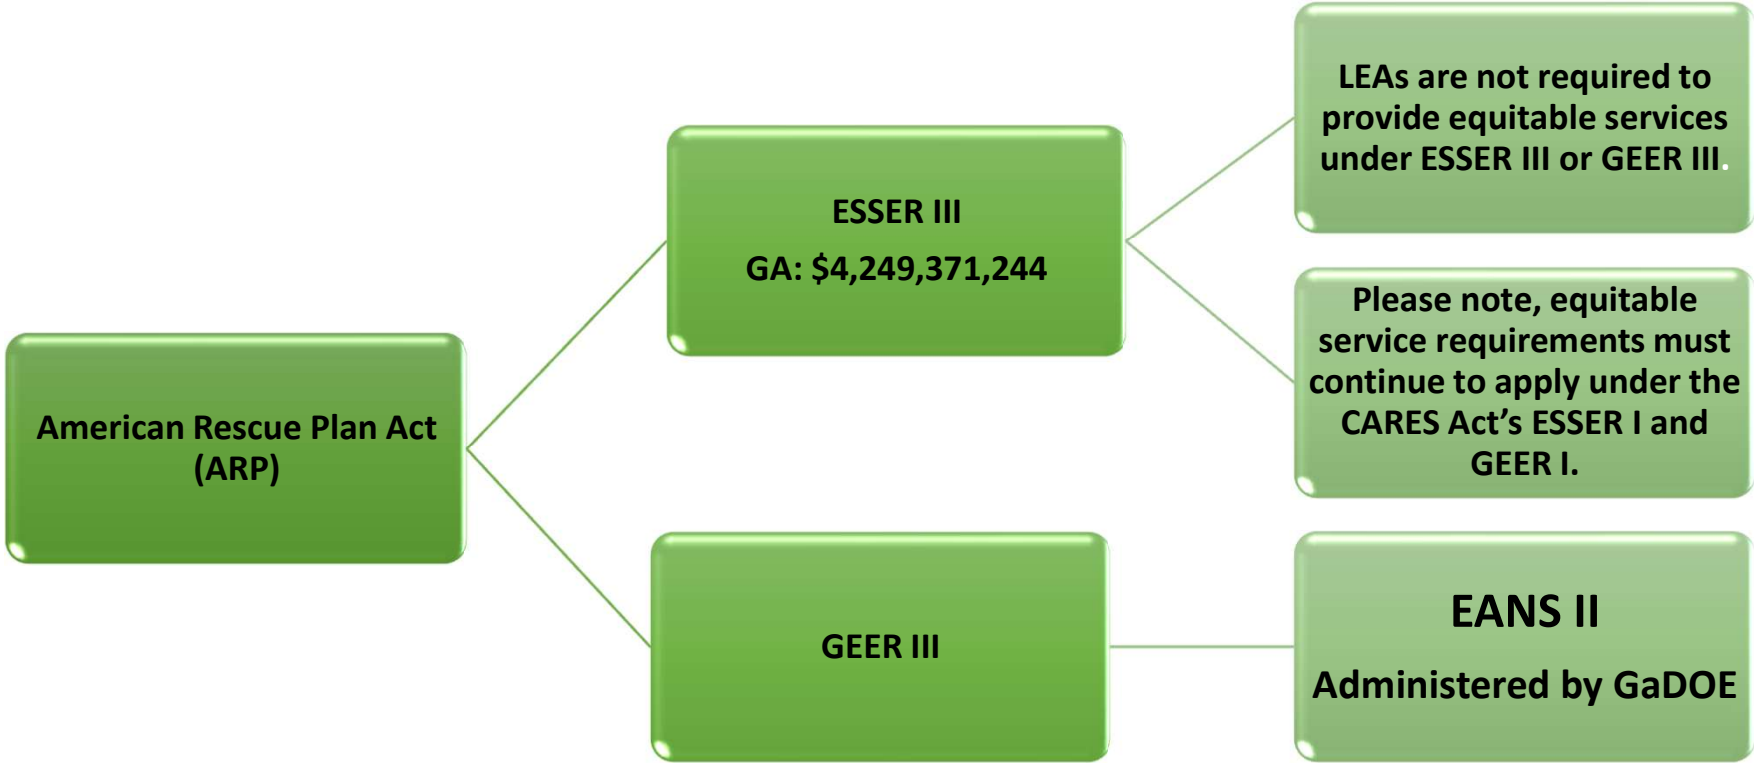 American Rescue Plan Act
(ARP)
ESSER III
GA: $4,249,371,244
LEAs are not required to
provide equitable services
under ESSER III or GEER III.
Please note, equitable
service requirements must
continue to apply under the
CARES Act’s ESSER I and
GEER I.
GEER III
EANS II
Administered by GaDOE